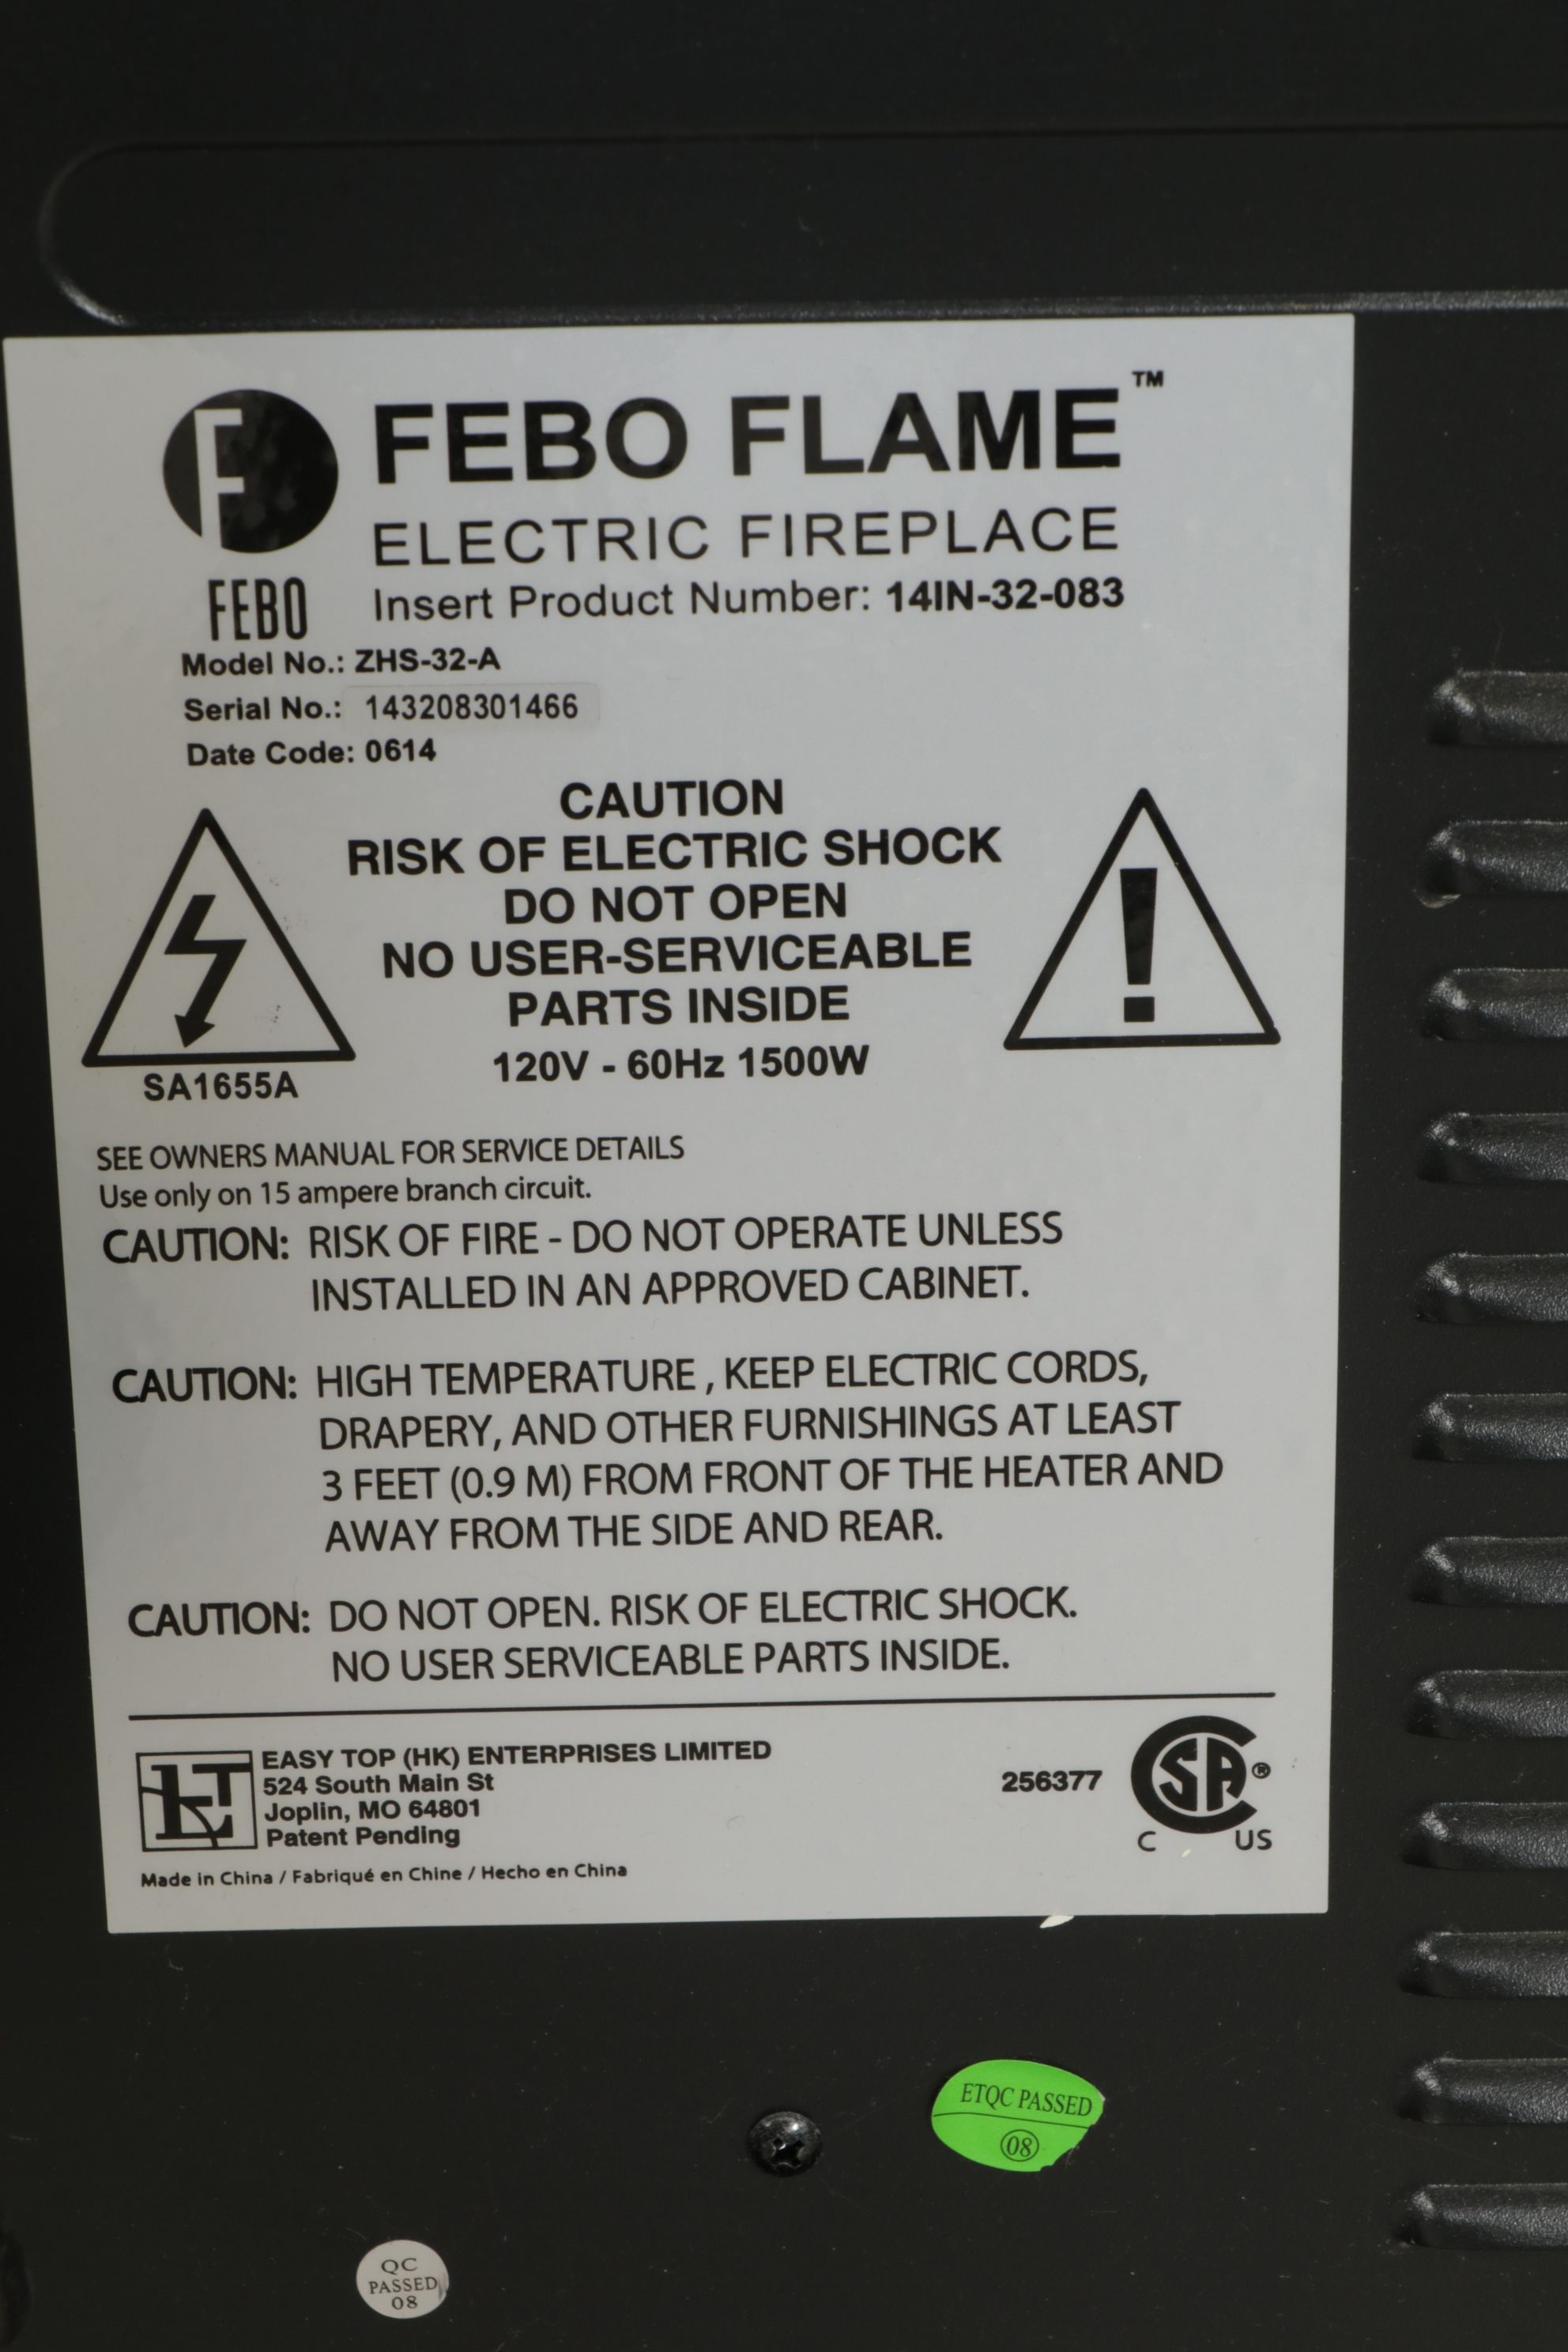 FEBO FLAME™
ELECTRIC FIREPLACE
FEBO
Insert Product Number: 14IN-32-083
Model No.: ZHS-32-A
Serial No.: 143208301466
Date Code: 0614
CAUTION
RISK OF ELECTRIC SHOCK
DO NOT OPEN
NO USER-SERVICEABLE
PARTS INSIDE
120V - 60Hz 1500W
SA1655A
SEE OWNERS MANUAL FOR SERVICE DETAILS
Use only on 15 ampere branch circuit.
CAUTION: RISK OF FIRE - DO NOT OPERATE UNLESS
INSTALLED IN AN APPROVED CABINET.
CAUTION: HIGH TEMPERATURE , KEEP ELECTRIC CORDS,
DRAPERY, AND OTHER FURNISHINGS AT LEAST
3 FEET (0.9 M) FROM FRONT OF THE HEATER AND
AWAY FROM THE SIDE AND REAR.
CAUTION: DO NOT OPEN. RISK OF ELECTRIC SHOCK.
NO USER SERVICEABLE PARTS INSIDE.
EASY TOP (HK) ENTERPRISES LIMITED
524 South Main St
Joplin, MO 64801
Patent Pending
Made in China / Fabriqué en Chine / Hecho en China
256377
SA®
C US
ETQC PASSED
08
QC
PASSED
08